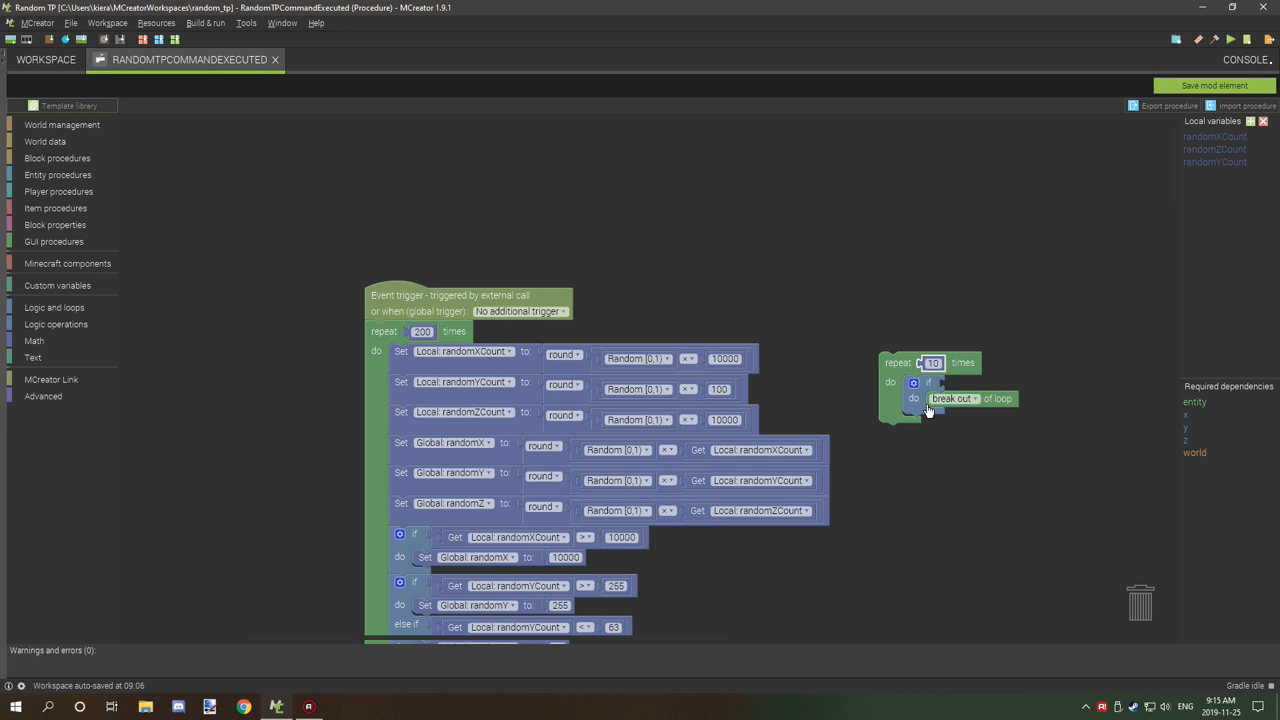 Random TP [C:\Users\kiera\MCreatorWorkspaces\random_tp] - RandomTPCommandExecuted (Procedure) - MCreator 1.9.1
MCreator File Workspace Resources Build & run Tools Window Help
WORKSPACE RANDOMTPCOMMANDEXECUTED CONSOLE
Save mod element
Template library Export procedure Import procedure
World management
World data
Block procedures
Entity procedures
Player procedures
Item procedures
Block properties
GUI procedures
Minecraft components
Custom variables
Logic and loops
Logic operations
Math
Text
MCreator Link
Advanced
Event trigger - triggered by external call
or when (global trigger): No additional trigger
repeat 200 times
do Set Local: randomXCount to: round Random [0,1) × 10000
Set Local: randomYCount to: round Random [0,1) × 100
Set Local: randomZCount to: round Random [0,1) × 10000
Set Global: randomX to: round Random [0,1) × Get Local: randomXCount
Set Global: randomY to: round Random [0,1) × Get Local: randomYCount
Set Global: randomZ to: round Random [0,1) × Get Local: randomZCount
if Get Local: randomXCount > 10000
do Set Global: randomX to: 10000
if Get Local: randomYCount > 255
do Set Global: randomY to: 255
else if Get Local: randomYCount < 63
repeat 10 times
do if
do break out of loop
Local variables
randomXCount
randomZCount
randomYCount
Required dependencies
entity
x
y
z
world
Warnings and errors (0):
Workspace auto-saved at 09:06 Gradle idle
ENG 9:15 AM
2019-11-25